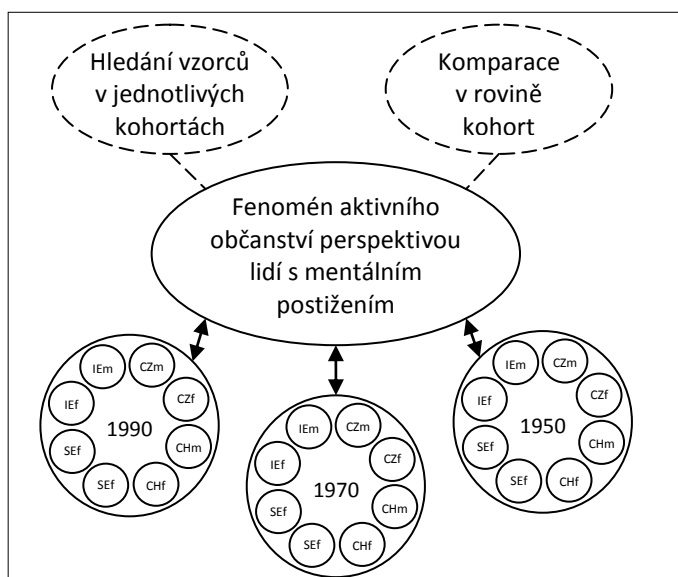 Hledání vzorců
v jednotlivých
kohortách
Komparace
v rovině
kohort
Fenomén aktivního
občanství perspektivou
lidí s mentálním
postižením
IEm
CZm
IEf
CZf
1990
SEf
CHm
SEf
CHf
IEm
CZm
IEf
CZf
1970
SEf
CHm
SEf
CHf
IEm
CZm
IEf
CZf
1950
SEf
CHm
SEf
CHf